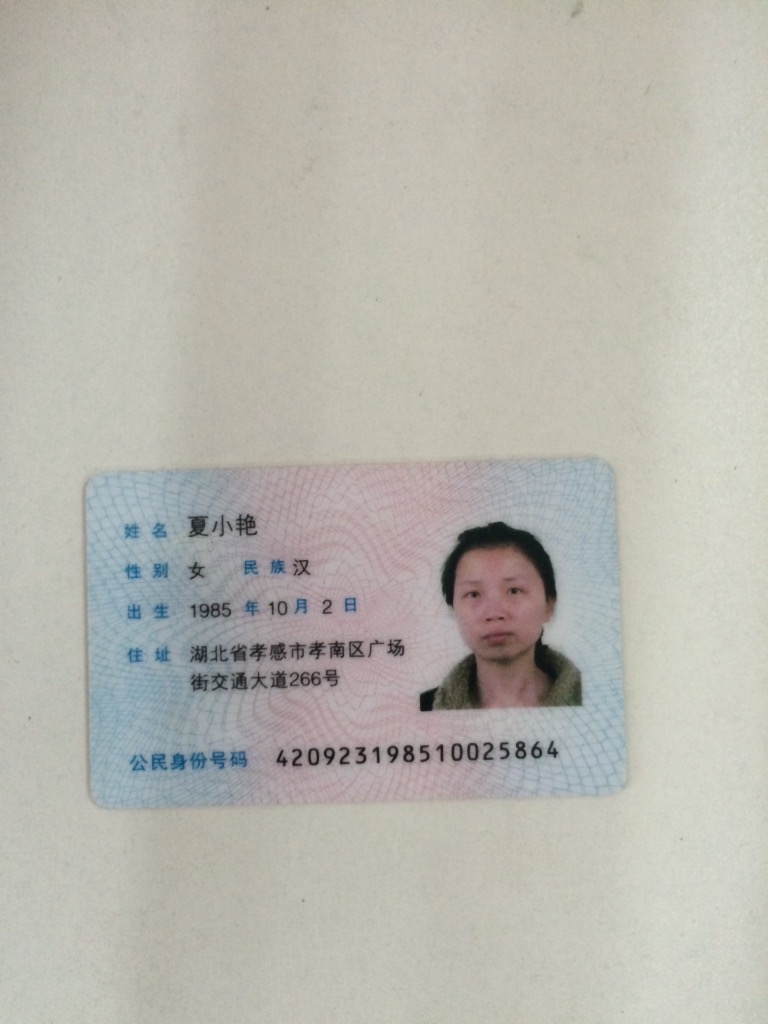 姓名 夏小艳
性别 女 民族 汉
出生 1985 年 10 月 2 日
住址 湖北省孝感市孝南区广场
街交通大道266号
公民身份号码 420923198510025864